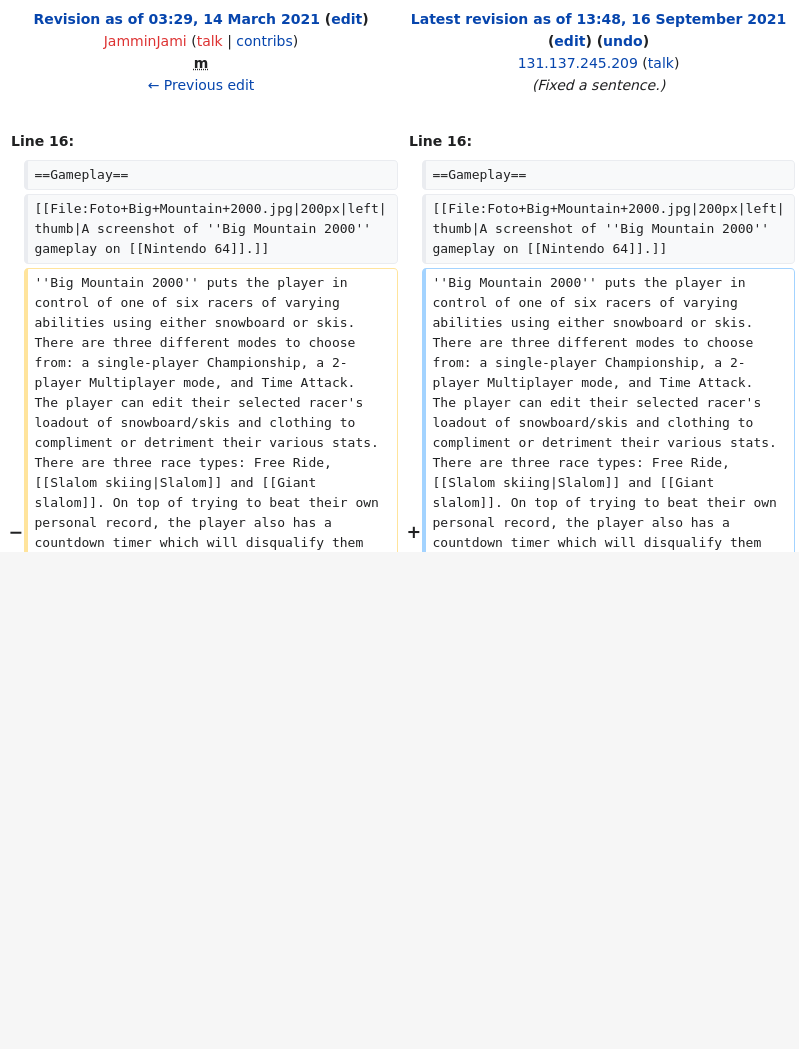 Revision as of 03:29, 14 March 2021 (edit)
JamminJami (talk | contribs)
m
← Previous edit
Latest revision as of 13:48, 16 September 2021
(edit) (undo)
131.137.245.209 (talk)
(Fixed a sentence.)
Line 16:
Line 16:
==Gameplay==
==Gameplay==
[[File:Foto+Big+Mountain+2000.jpg|200px|left|
thumb|A screenshot of ''Big Mountain 2000''
gameplay on [[Nintendo 64]].]]
[[File:Foto+Big+Mountain+2000.jpg|200px|left|
thumb|A screenshot of ''Big Mountain 2000''
gameplay on [[Nintendo 64]].]]
''Big Mountain 2000'' puts the player in
control of one of six racers of varying
abilities using either snowboard or skis.
There are three different modes to choose
from: a single-player Championship, a 2-
player Multiplayer mode, and Time Attack.
The player can edit their selected racer's
loadout of snowboard/skis and clothing to
compliment or detriment their various stats.
There are three race types: Free Ride,
[[Slalom skiing|Slalom]] and [[Giant
slalom]]. On top of trying to beat their own
personal record, the player also has a
− countdown timer which will disqualify them
''Big Mountain 2000'' puts the player in
control of one of six racers of varying
abilities using either snowboard or skis.
There are three different modes to choose
from: a single-player Championship, a 2-
player Multiplayer mode, and Time Attack.
The player can edit their selected racer's
loadout of snowboard/skis and clothing to
compliment or detriment their various stats.
There are three race types: Free Ride,
[[Slalom skiing|Slalom]] and [[Giant
slalom]]. On top of trying to beat their own
personal record, the player also has a
+ countdown timer which will disqualify them